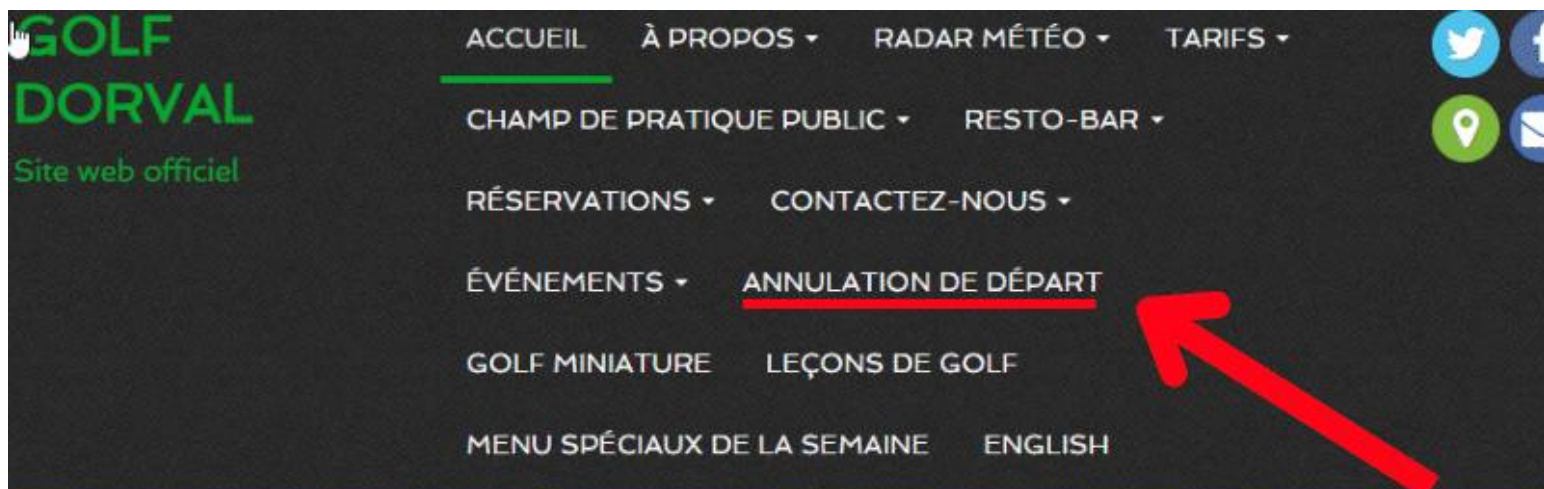 GOLF
DORVAL
Site web officiel
ACCUEIL À PROPOS RADAR MÉTÉO TARIFS
CHAMP DE PRATIQUE PUBLIC RESTO-BAR
RÉSERVATIONS CONTACTEZ-NOUS
ÉVÉNEMENTS ANNULATION DE DÉPART
GOLF MINIATURE LEÇONS DE GOLF
MENU SPÉCIAUX DE LA SEMAINE ENGLISH